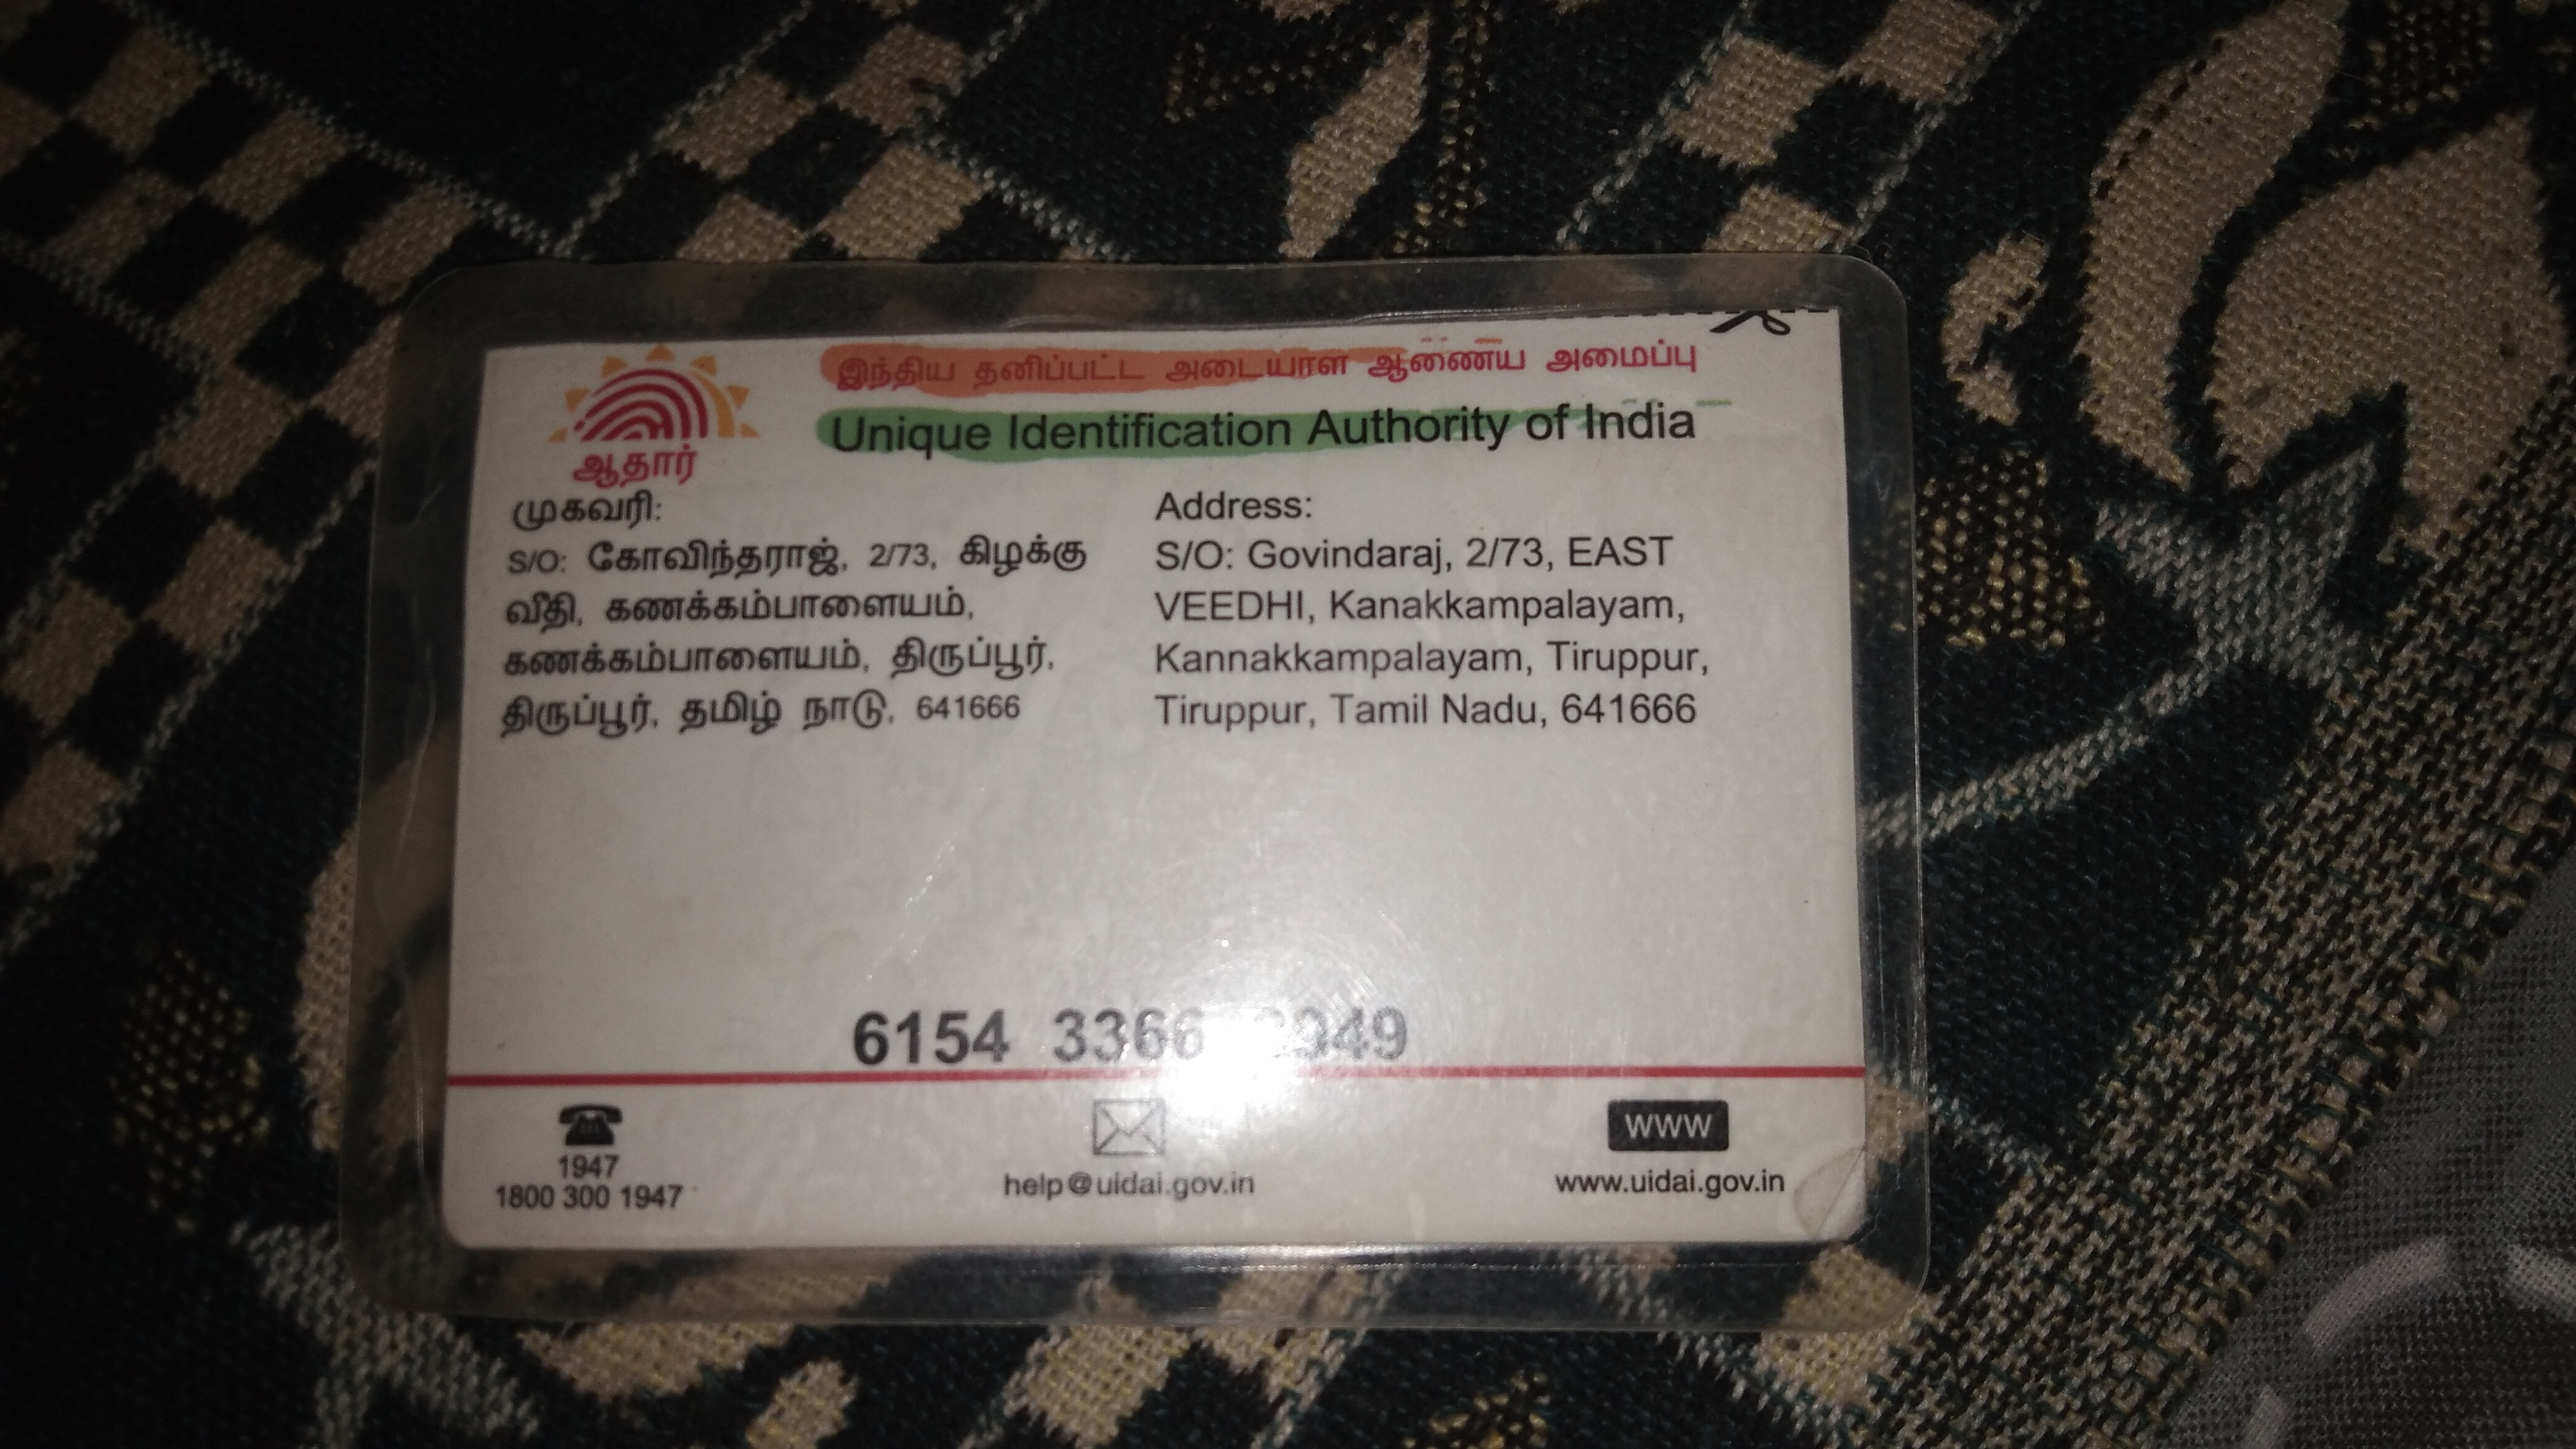 இந்திய தனிப்பட்ட அடையாள ஆணைய அமைப்பு
Unique Identification Authority of India
ஆதார்
முகவரி:
S/O: கோவிந்தராஜ், 2/73, கிழக்கு
வீதி, கணக்கம்பாளையம்,
கணக்கம்பாளையம், திருப்பூர்,
திருப்பூர், தமிழ் நாடு, 641666
Address:
S/O: Govindaraj, 2/73, EAST
VEEDHI, Kanakkampalayam,
Kannakkampalayam, Tiruppur,
Tiruppur, Tamil Nadu, 641666
6154 3366
1947
1800 300 1947
help@uidai.gov.in
WWW
www.uidai.gov.in